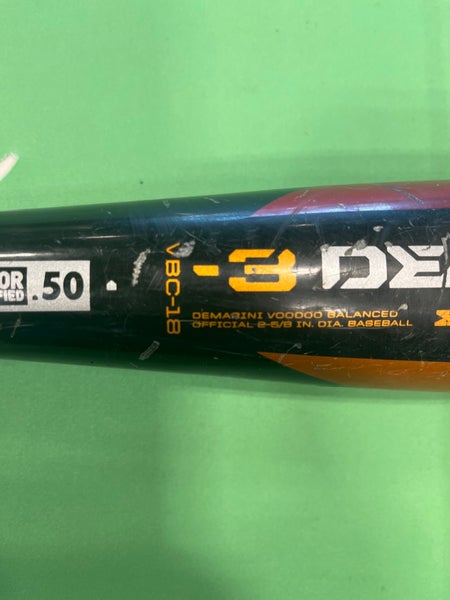 .50
VBC-18
-3
DEMARINI VOODOO BALANCED
OFFICIAL 2-5/8 IN. DIA. BASEBALL